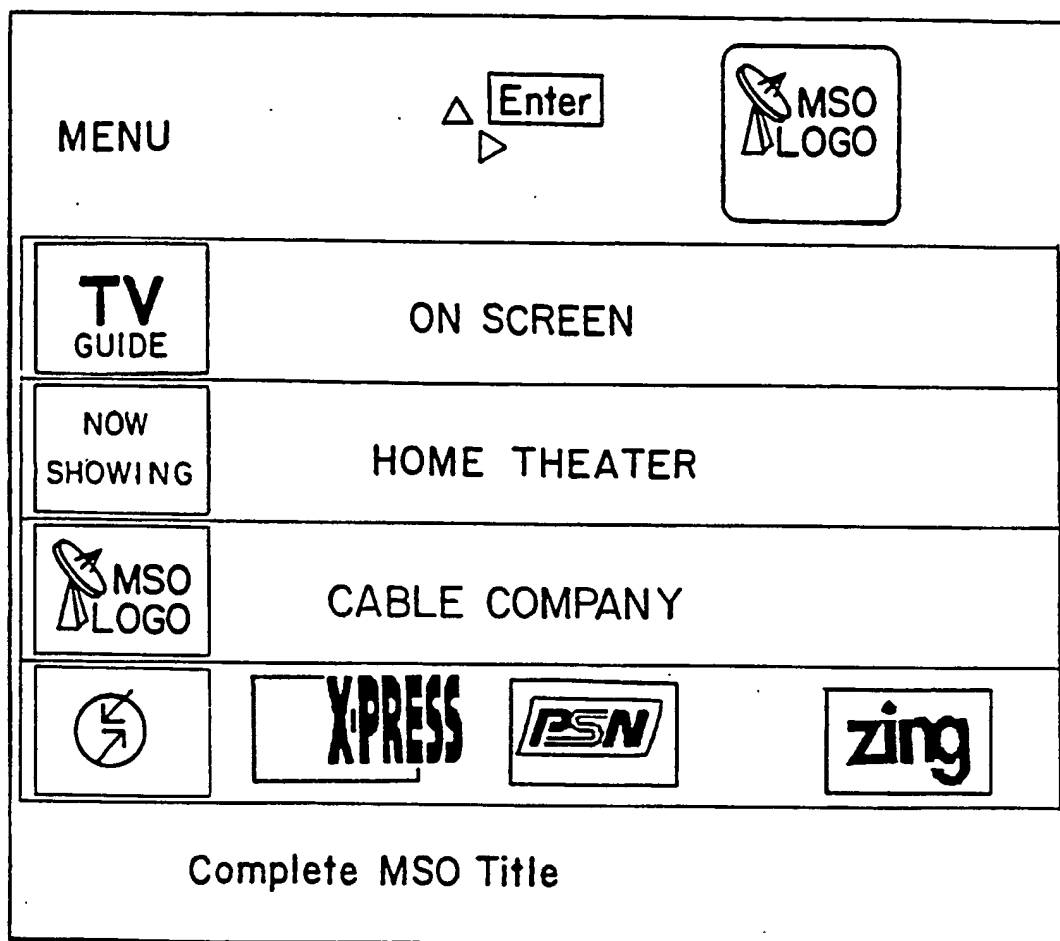 MENU
Enter
MSO
LOGO
TV
GUIDE
ON SCREEN
NOW
SHOWING
HOME THEATER
MSO
LOGO
CABLE COMPANY
X·PRESS
PSN
zing
Complete MSO Title